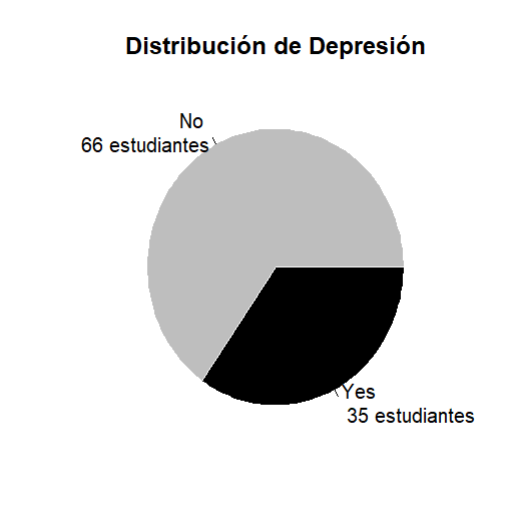 Distribución de Depresión
No
66 estudiantes
Yes
35 estudiantes